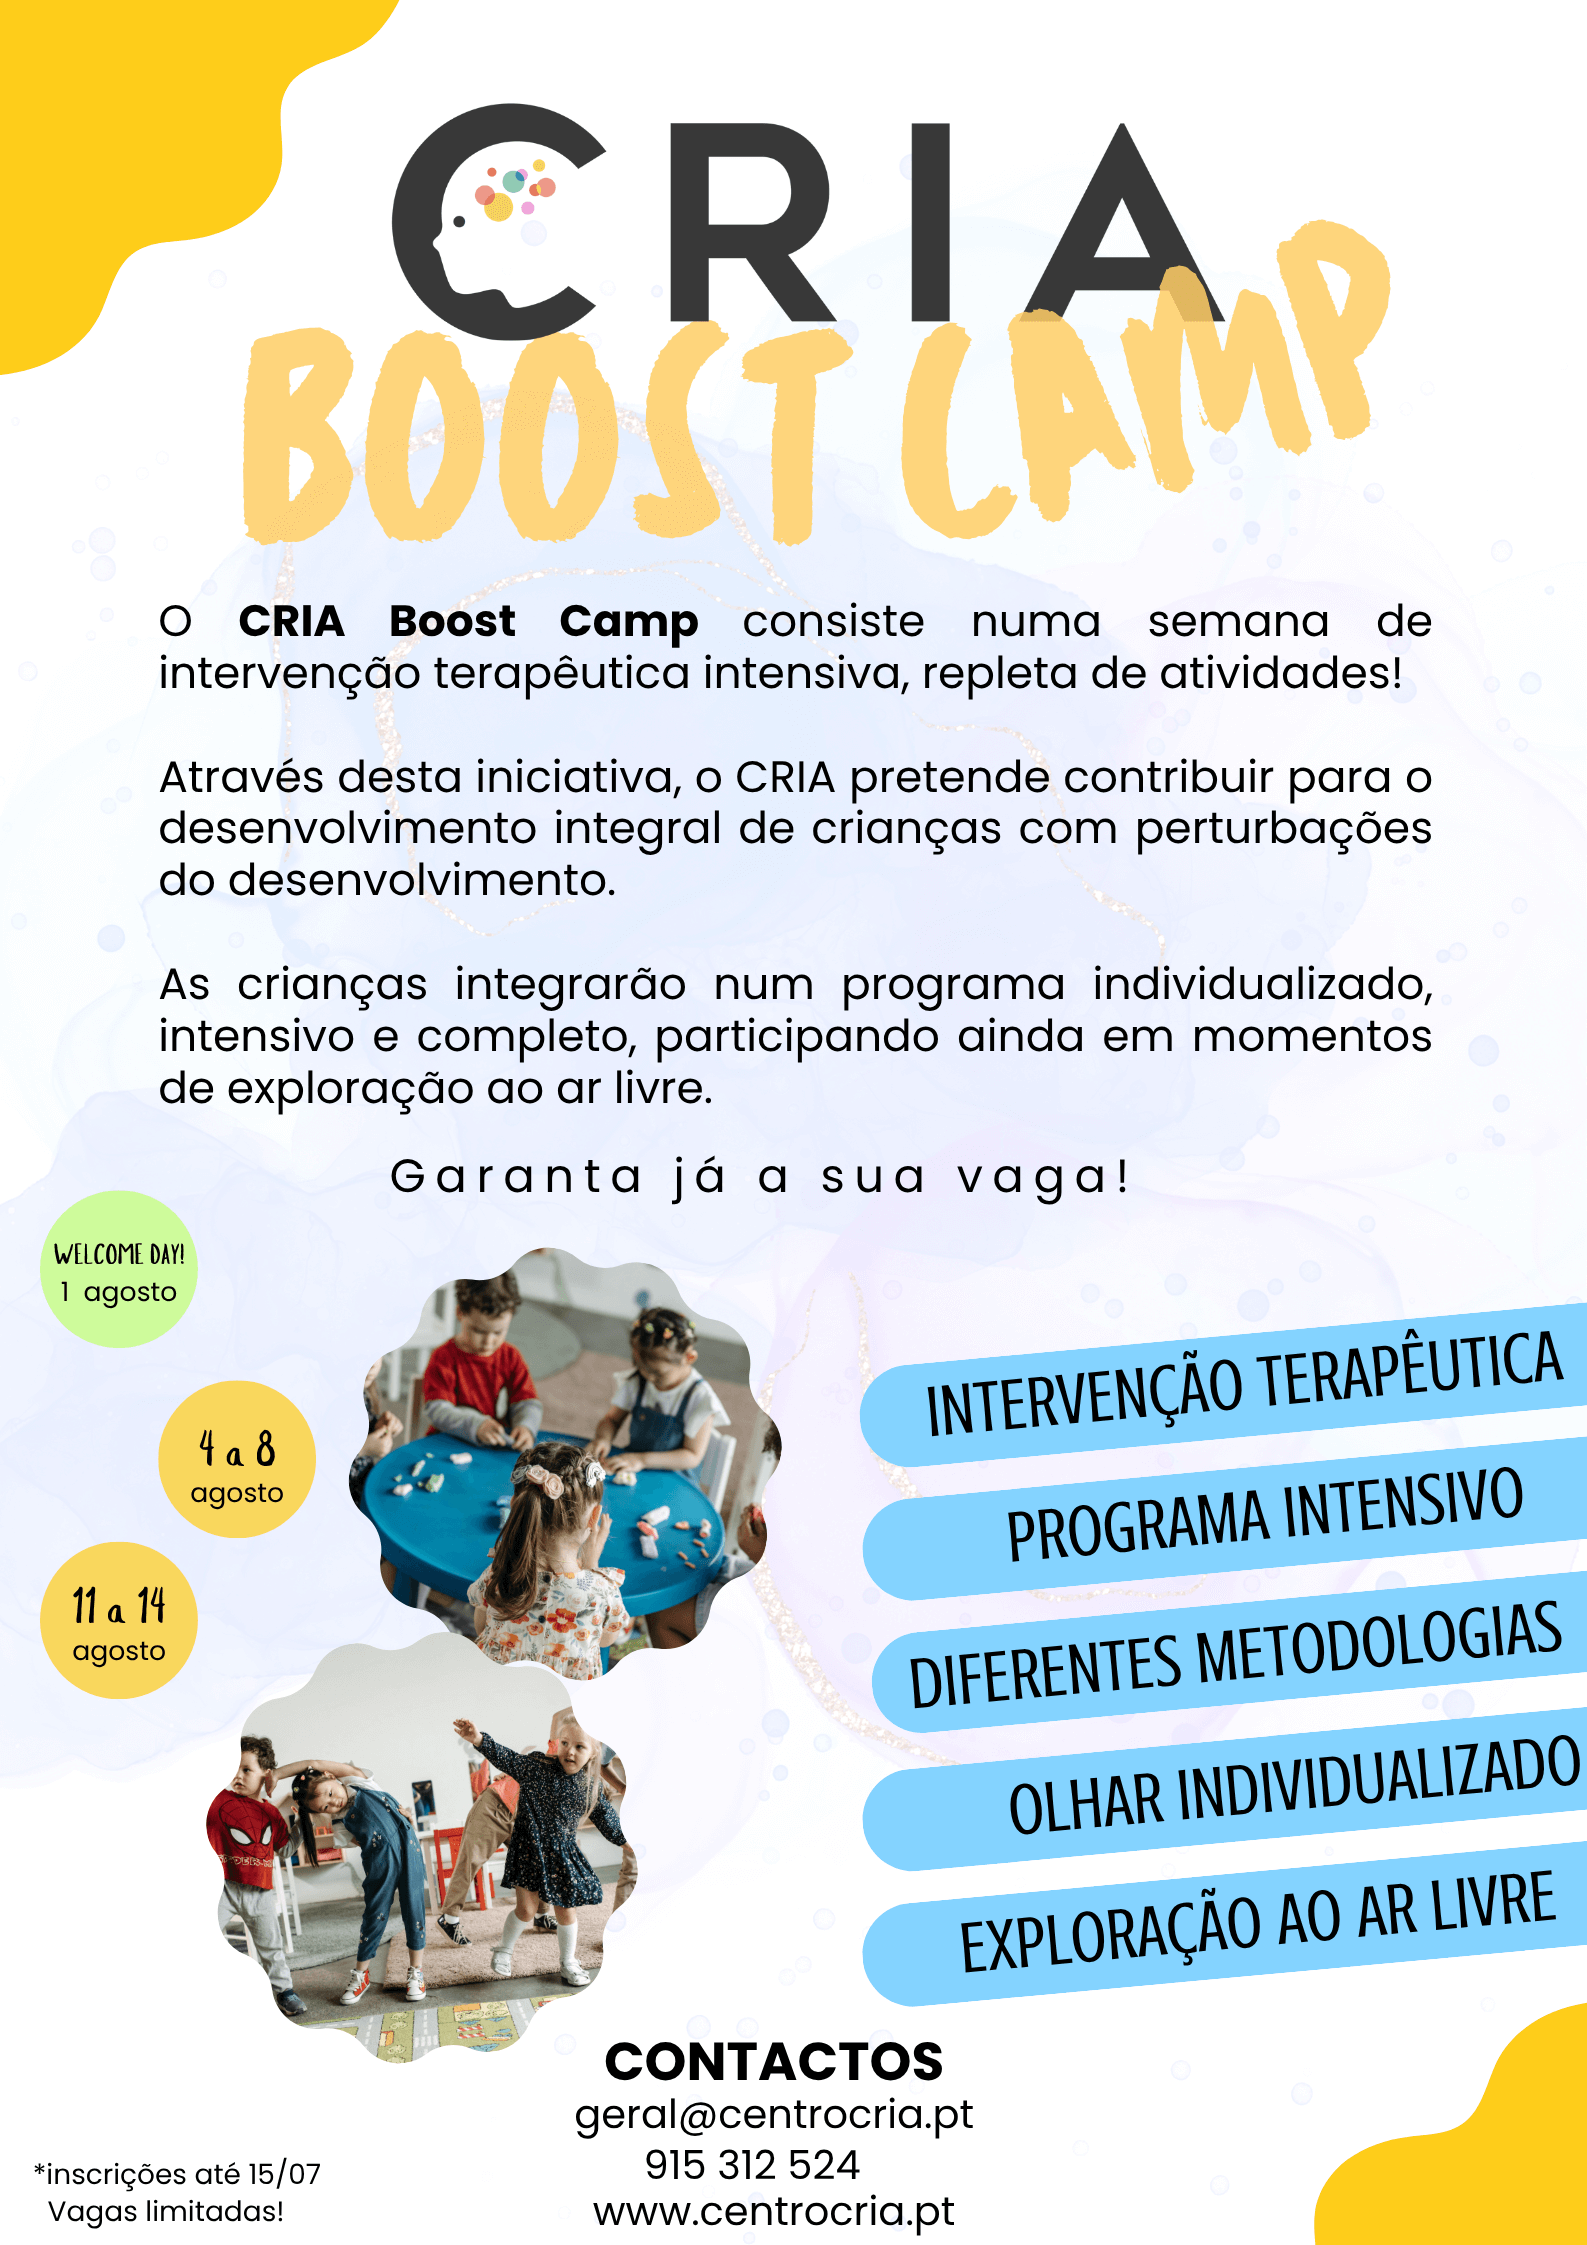 CRIA
BOOST CAMP
O CRIA Boost Camp consiste numa semana de
intervenção terapêutica intensiva, repleta de atividades!
Através desta iniciativa, o CRIA pretende contribuir para o
desenvolvimento integral de crianças com perturbações
do desenvolvimento.
As crianças integrarão num programa individualizado,
intensivo e completo, participando ainda em momentos
de exploração ao ar livre.
Garanta já a sua vaga!
WELCOME DAY!
1 agosto
4 a 8
agosto
11 a 14
agosto
INTERVENÇÃO TERAPÊUTICA
PROGRAMA INTENSIVO
DIFERENTES METODOLOGIAS
OLHAR INDIVIDUALIZADO
EXPLORAÇÃO AO AR LIVRE
CONTACTOS
geral@centrocria.pt
915 312 524
www.centrocria.pt
*inscrições até 15/07
Vagas limitadas!